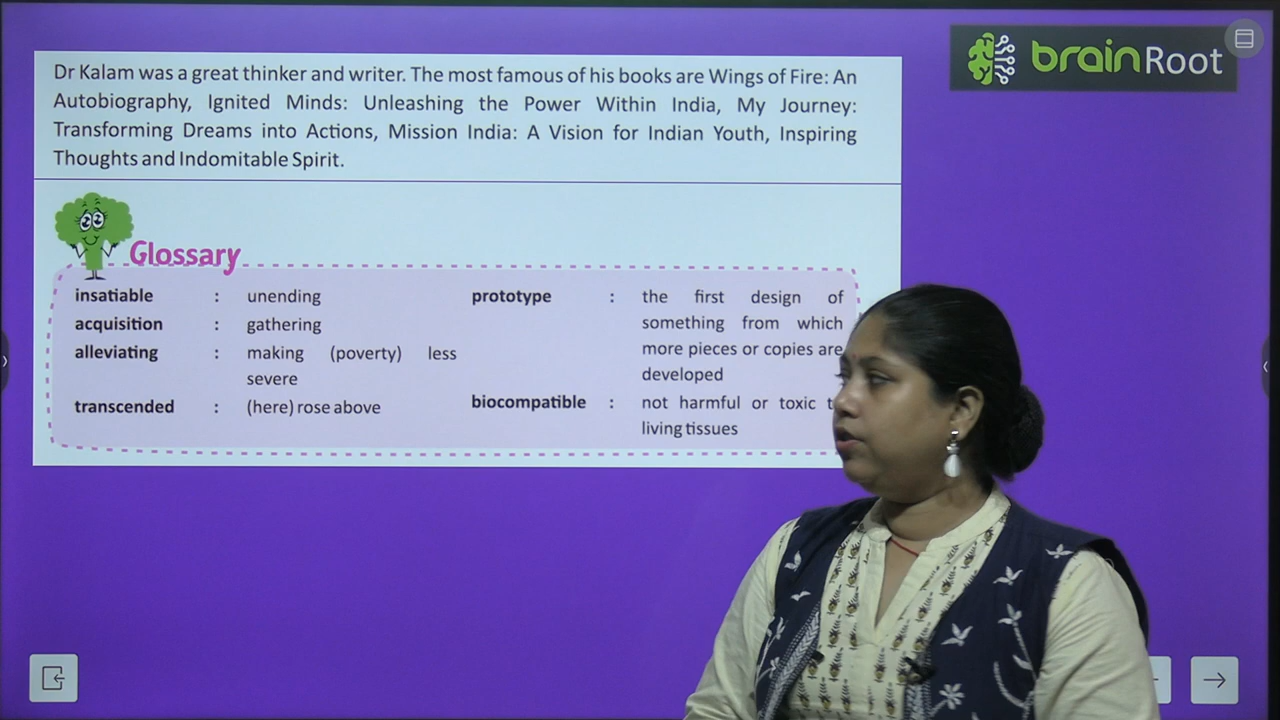 Dr Kalam was a great thinker and writer. The most famous of his books are Wings of Fire: An
Autobiography, Ignited Minds: Unleashing the Power Within India, My Journey:
Transforming Dreams into Actions, Mission India: A Vision for Indian Youth, Inspiring
Thoughts and Indomitable Spirit.
brainRoot
Glossary
insatiable : unending
acquisition : gathering
alleviating : making (poverty) less
severe
transcended : (here) rose above
prototype : the first design of
something from which
more pieces or copies are
developed
biocompatible : not harmful or toxic
living tissues